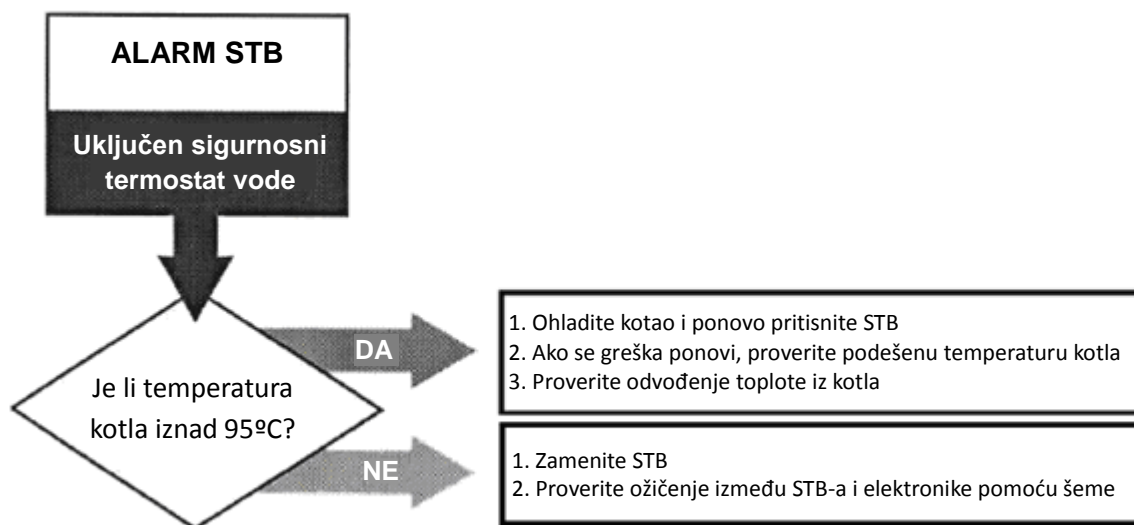 ALARM STB
Uključen sigurnosni
termostat vode
Je li temperatura
kotla iznad 95ºC?
DA
1. Ohladite kotao i ponovo pritisnite STB
2. Ako se greška ponovi, proverite podešenu temperaturu kotla
3. Proverite odvođenje toplote iz kotla
NE
1. Zamenite STB
2. Proverite ožičenje između STB-a i elektronike pomoću šeme